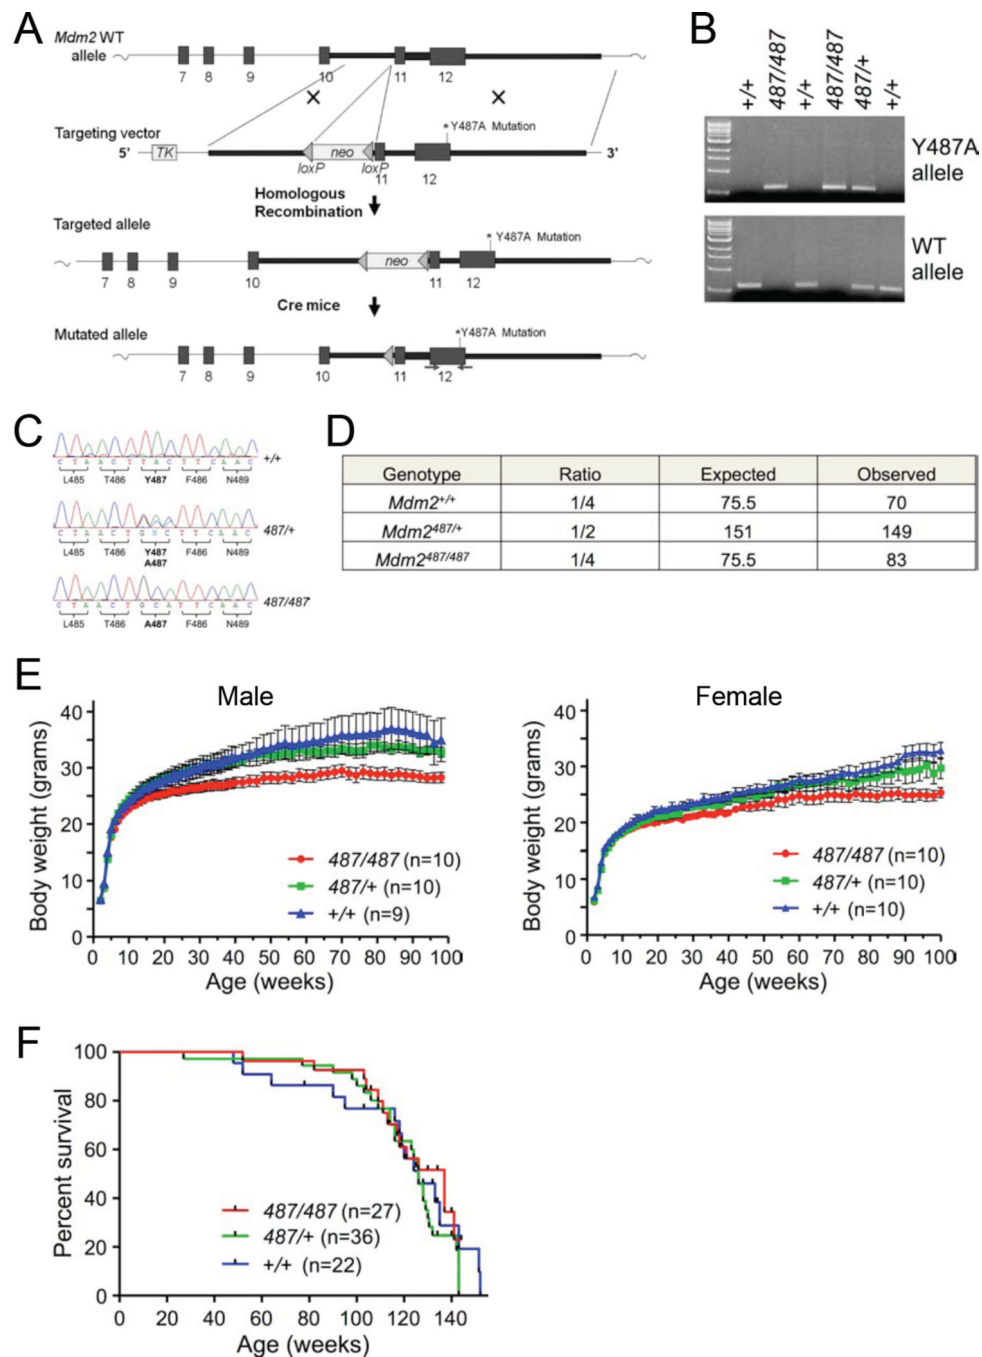 A
Mdm2 WT
allele
7 8 9 10 11 12
Targeting vector
*Y487A Mutation
5' TK neo 3'
loxP loxP 11 12
Homologous
Recombination
Targeted allele
* Y487A Mutation
neo
7 8 9 10 11 12
Cre mice
Mutated allele
*Y487A Mutation
7 8 9 10 11 12
B
+/+ 487/487 +/+ 487/487 487/+ +/+
Y487A
allele
WT
allele
C
C T A A C T T A C T T C A A C
+/+
L485 T486 Y487 F486 N489
487/+
L485 T486 Y487 F486 N489
A487
C T A A C T G C A T T C A A C
487/487
L485 T486 A487 F486 N489
D
Genotype Ratio Expected Observed
Mdm2+/+ 1/4 75.5 70
Mdm2487/+ 1/2 151 149
Mdm2487/487 1/4 75.5 83
E
Male
Body weight (grams)
40
30
20
10
0
487/487 (n=10)
487/+ (n=10)
+/+ (n=9)
0 10 20 30 40 50 60 70 80 90 100
Age (weeks)
Female
Body weight (grams)
40
30
20
10
0
487/487 (n=10)
487/+ (n=10)
+/+ (n=10)
0 10 20 30 40 50 60 70 80 90 100
Age (weeks)
F
Percent survival
100
80
60
40
20
0
487/487 (n=27)
487/+ (n=36)
+/+ (n=22)
0 20 40 60 80 100 120 140
Age (weeks)